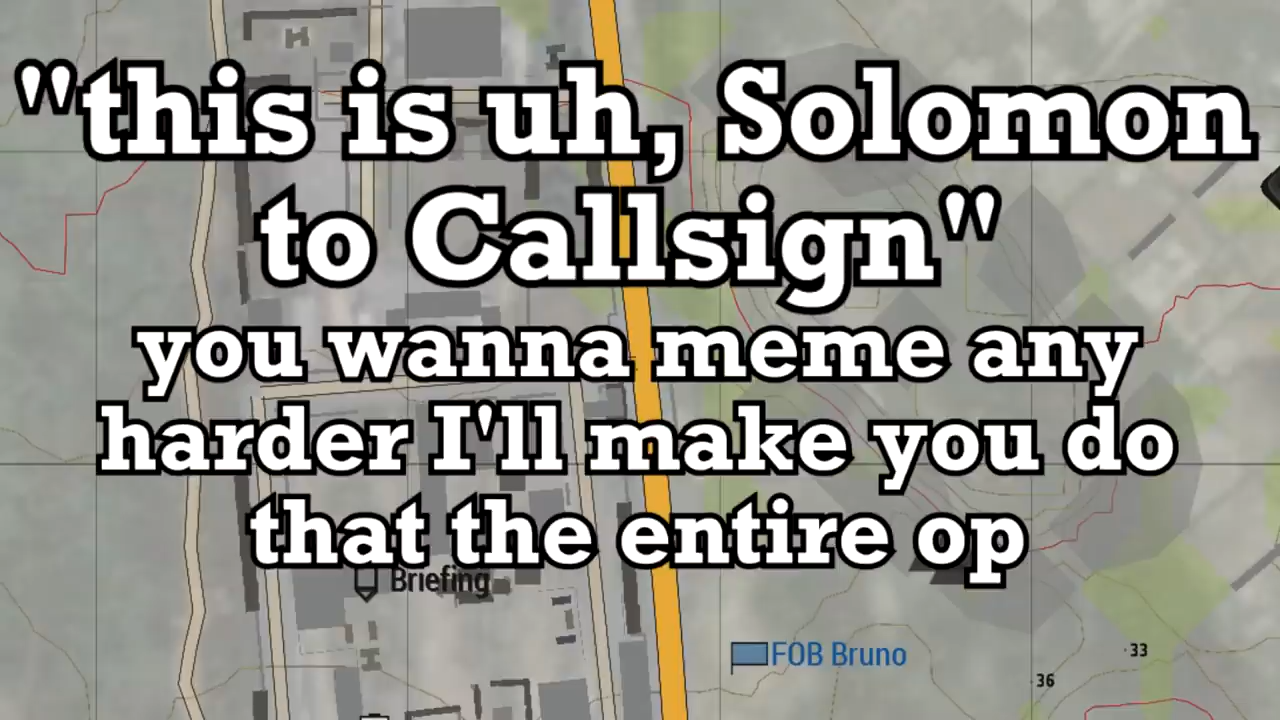 "this is uh, Solomon
to Callsign"
you wanna meme any
harder I'll make you do
that the entire op
Briefing
FOB Bruno
33
36